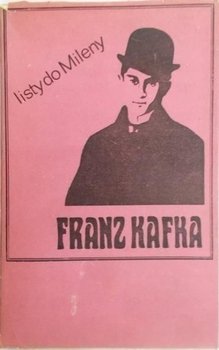 listy do Mileny
FRANZ KAFKA